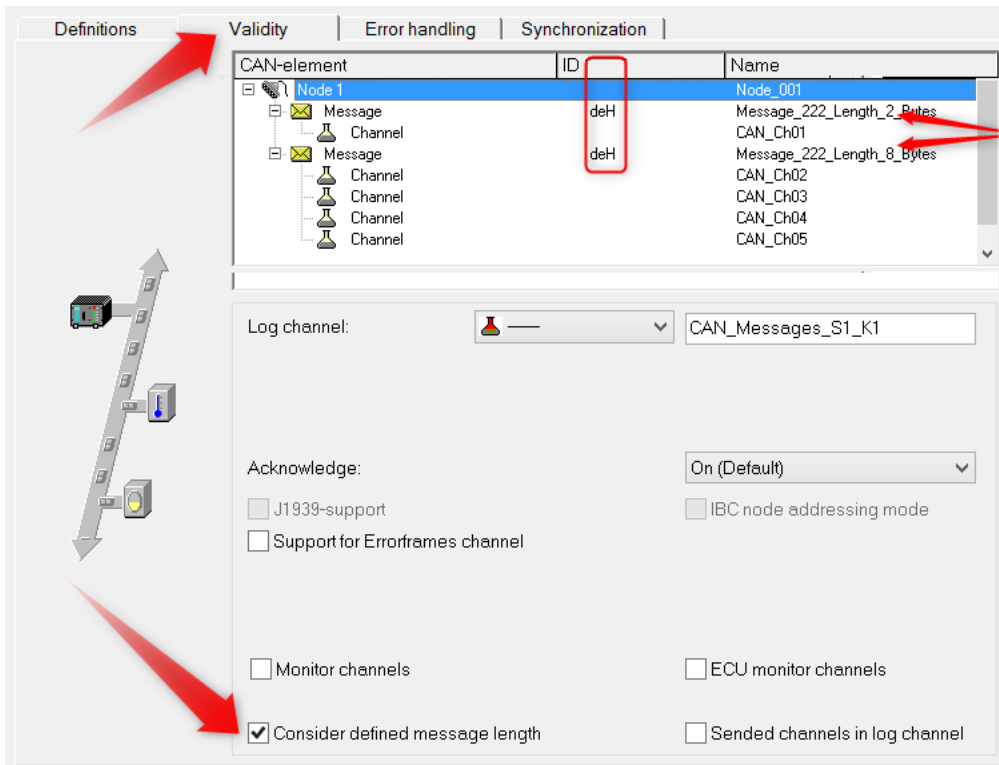 Definitions Validity Error handling Synchronization
CAN-element ID Name
Node 1 Node_001
Message deH Message_222_Length_2_Bytes
Channel CAN_Ch01
Message deH Message_222_Length_8_Bytes
Channel CAN_Ch02
Channel CAN_Ch03
Channel CAN_Ch04
Channel CAN_Ch05
Log channel: CAN_Messages_S1_K1
Acknowledge: On (Default)
J1939-support IBC node addressing mode
Support for Errorframes channel
Monitor channels ECU monitor channels
Consider defined message length Sended channels in log channel